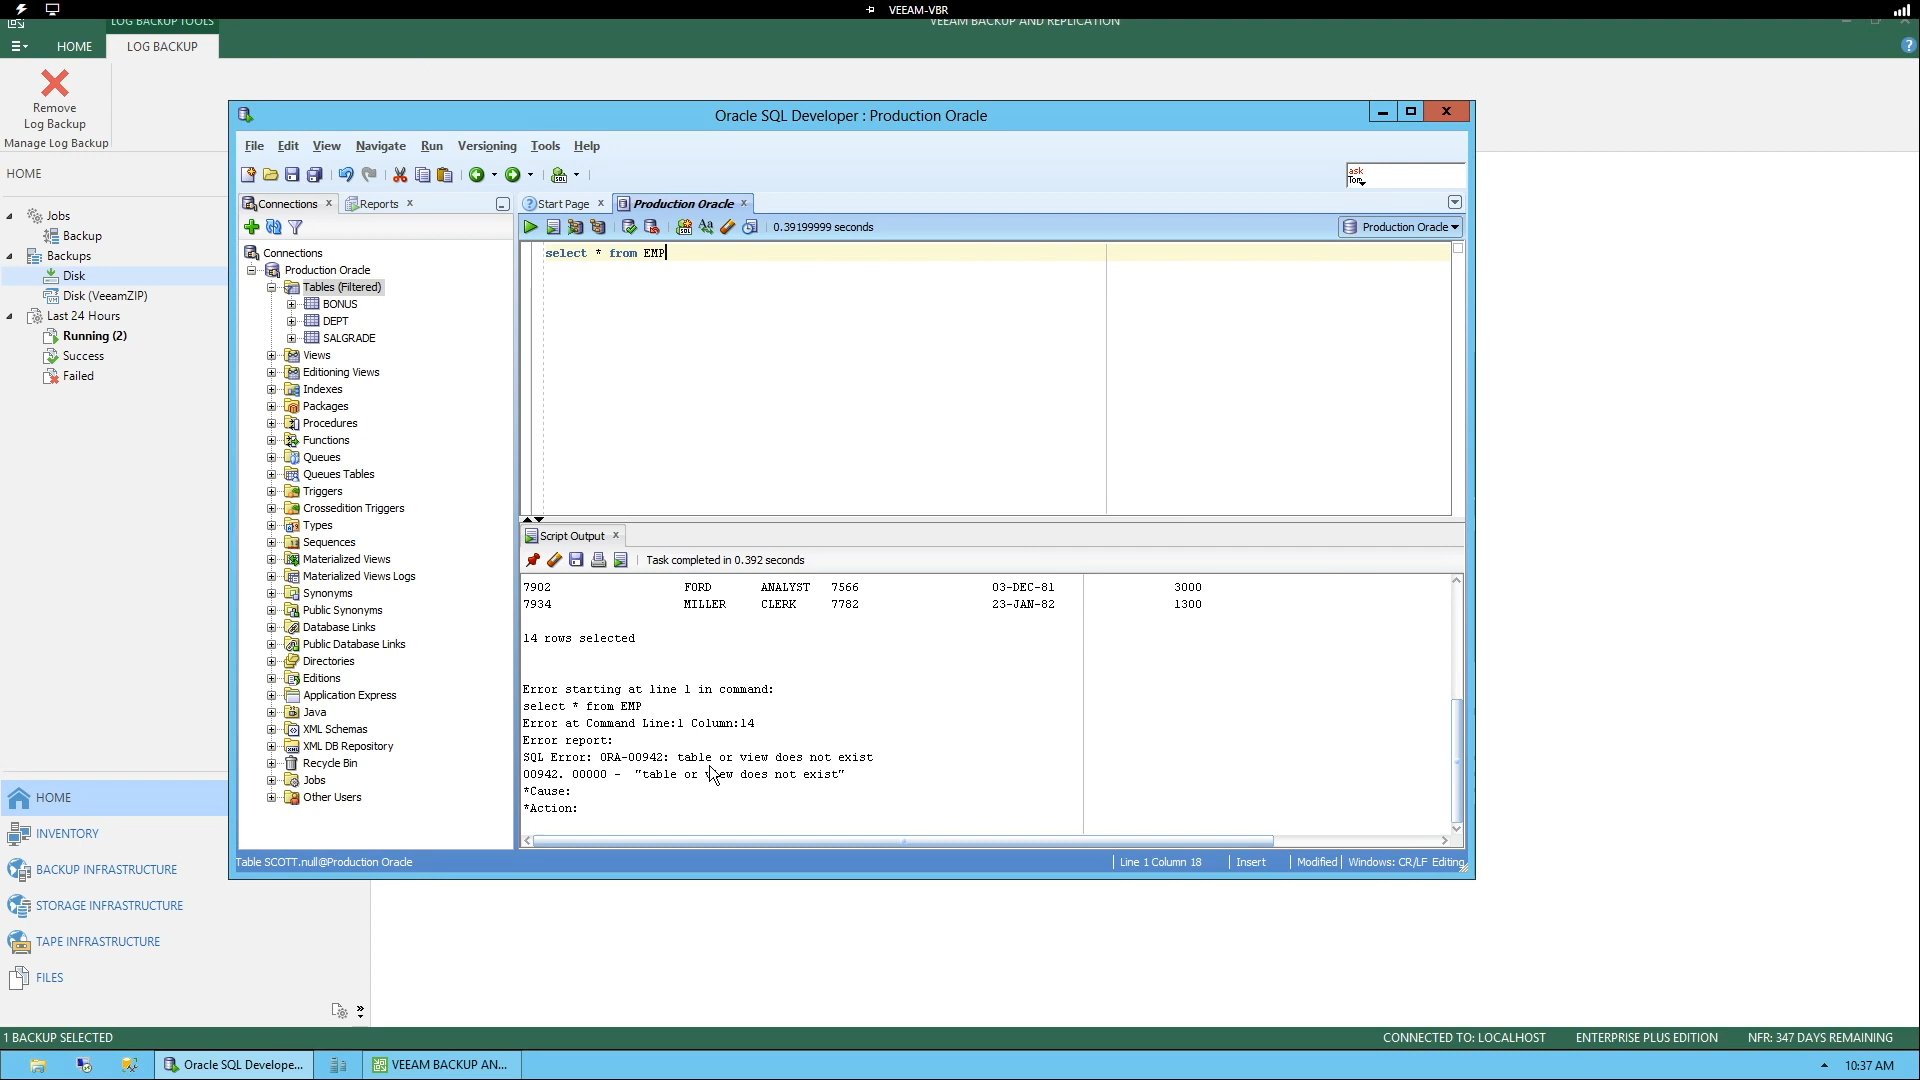 VEEAM-VBR
LOG BACKUP TOOLS
VEEAM BACKUP AND REPLICATION
HOME
LOG BACKUP
Remove
Log Backup
Manage Log Backup
HOME
Jobs
Backup
Backups
Disk
Disk (VeeamZIP)
Last 24 Hours
Running (2)
Success
Failed
HOME
INVENTORY
BACKUP INFRASTRUCTURE
STORAGE INFRASTRUCTURE
TAPE INFRASTRUCTURE
FILES
Oracle SQL Developer : Production Oracle
File Edit View Navigate Run Versioning Tools Help
ask
Tom
Connections Reports
Connections
Production Oracle
Tables (Filtered)
BONUS
DEPT
SALGRADE
Views
Editioning Views
Indexes
Packages
Procedures
Functions
Queues
Queues Tables
Triggers
Crossedition Triggers
Types
Sequences
Materialized Views
Materialized Views Logs
Synonyms
Public Synonyms
Database Links
Public Database Links
Directories
Editions
Application Express
Java
XML Schemas
XML DB Repository
Recycle Bin
Jobs
Other Users
Start Page Production Oracle
0.39199999 seconds
Production Oracle
select * from EMP
Script Output
Task completed in 0.392 seconds
7902 FORD ANALYST 7566 03-DEC-81 3000
7934 MILLER CLERK 7782 23-JAN-82 1300
14 rows selected
Error starting at line 1 in command:
select * from EMP
Error at Command Line:1 Column:14
Error report:
SQL Error: ORA-00942: table or view does not exist
00942. 00000 - "table or view does not exist"
*Cause:
*Action:
Table SCOTT.null@Production Oracle
Line 1 Column 18
Insert
Modified
Windows: CR/LF Editing
1 BACKUP SELECTED
CONNECTED TO: LOCALHOST
ENTERPRISE PLUS EDITION
NFR: 347 DAYS REMAINING
Oracle SQL Develope...
VEEAM BACKUP AN...
10:37 AM